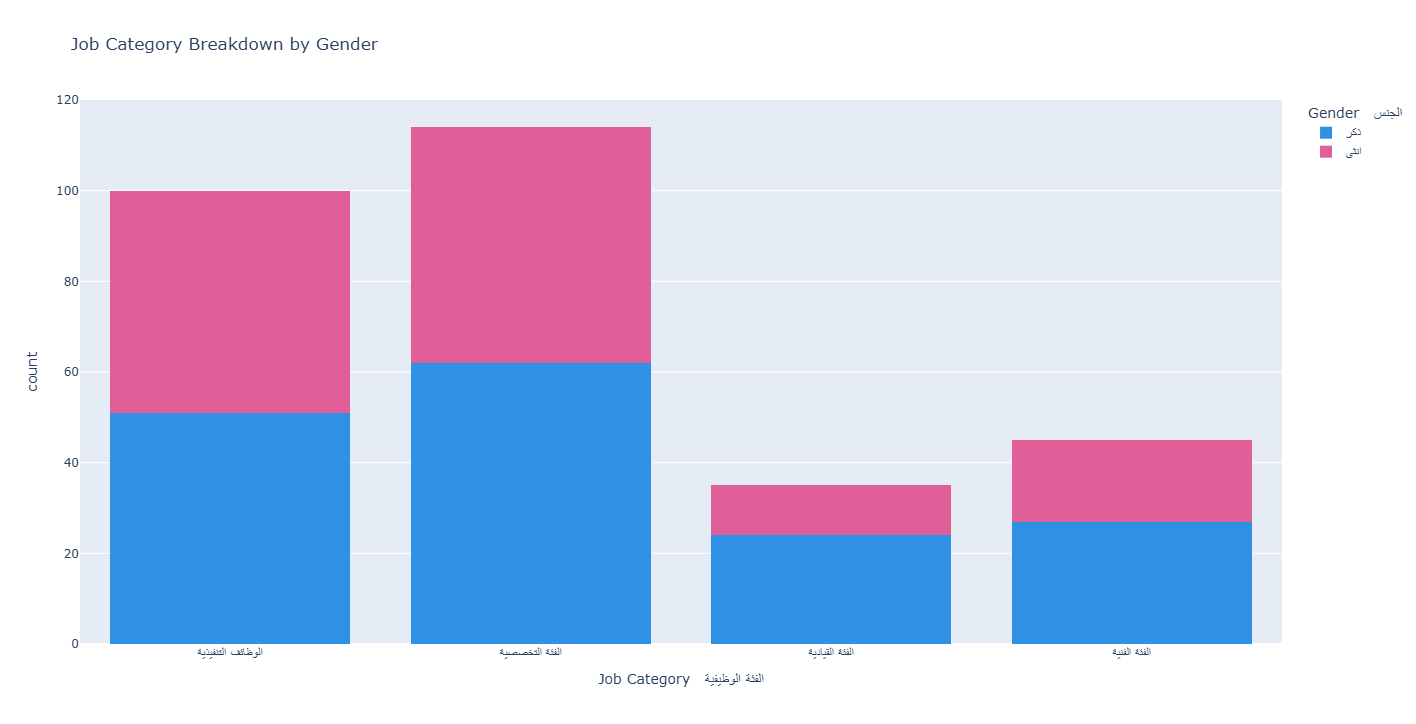 Job Category Breakdown by Gender
Gender الجنس
ذكر
انثى
count
120
100
80
60
40
20
0
الوظائف التنفيذية
الفئة التخصصية
الفئة القيادية
الفئة الفنية
Job Category الفئة الوظيفية